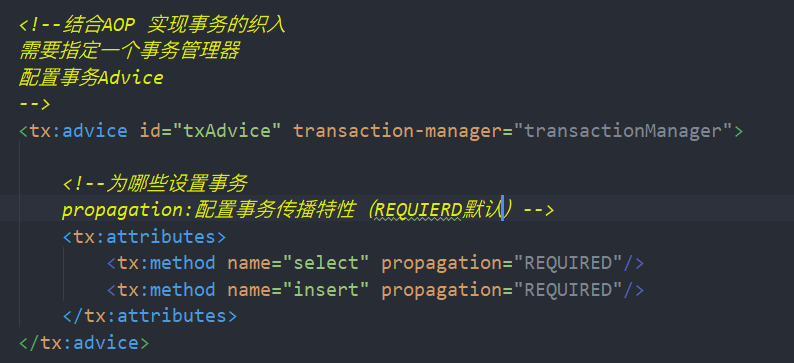 <!--结合AOP 实现事务的织入
需要指定一个事务管理器
配置事务Advice
-->
<tx:advice id="txAdvice" transaction-manager="transactionManager">
<!--为哪些设置事务
propagation:配置事务传播特性（REQUIERD默认）-->
<tx:attributes>
<tx:method name="select" propagation="REQUIRED"/>
<tx:method name="insert" propagation="REQUIRED"/>
</tx:attributes>
</tx:advice>